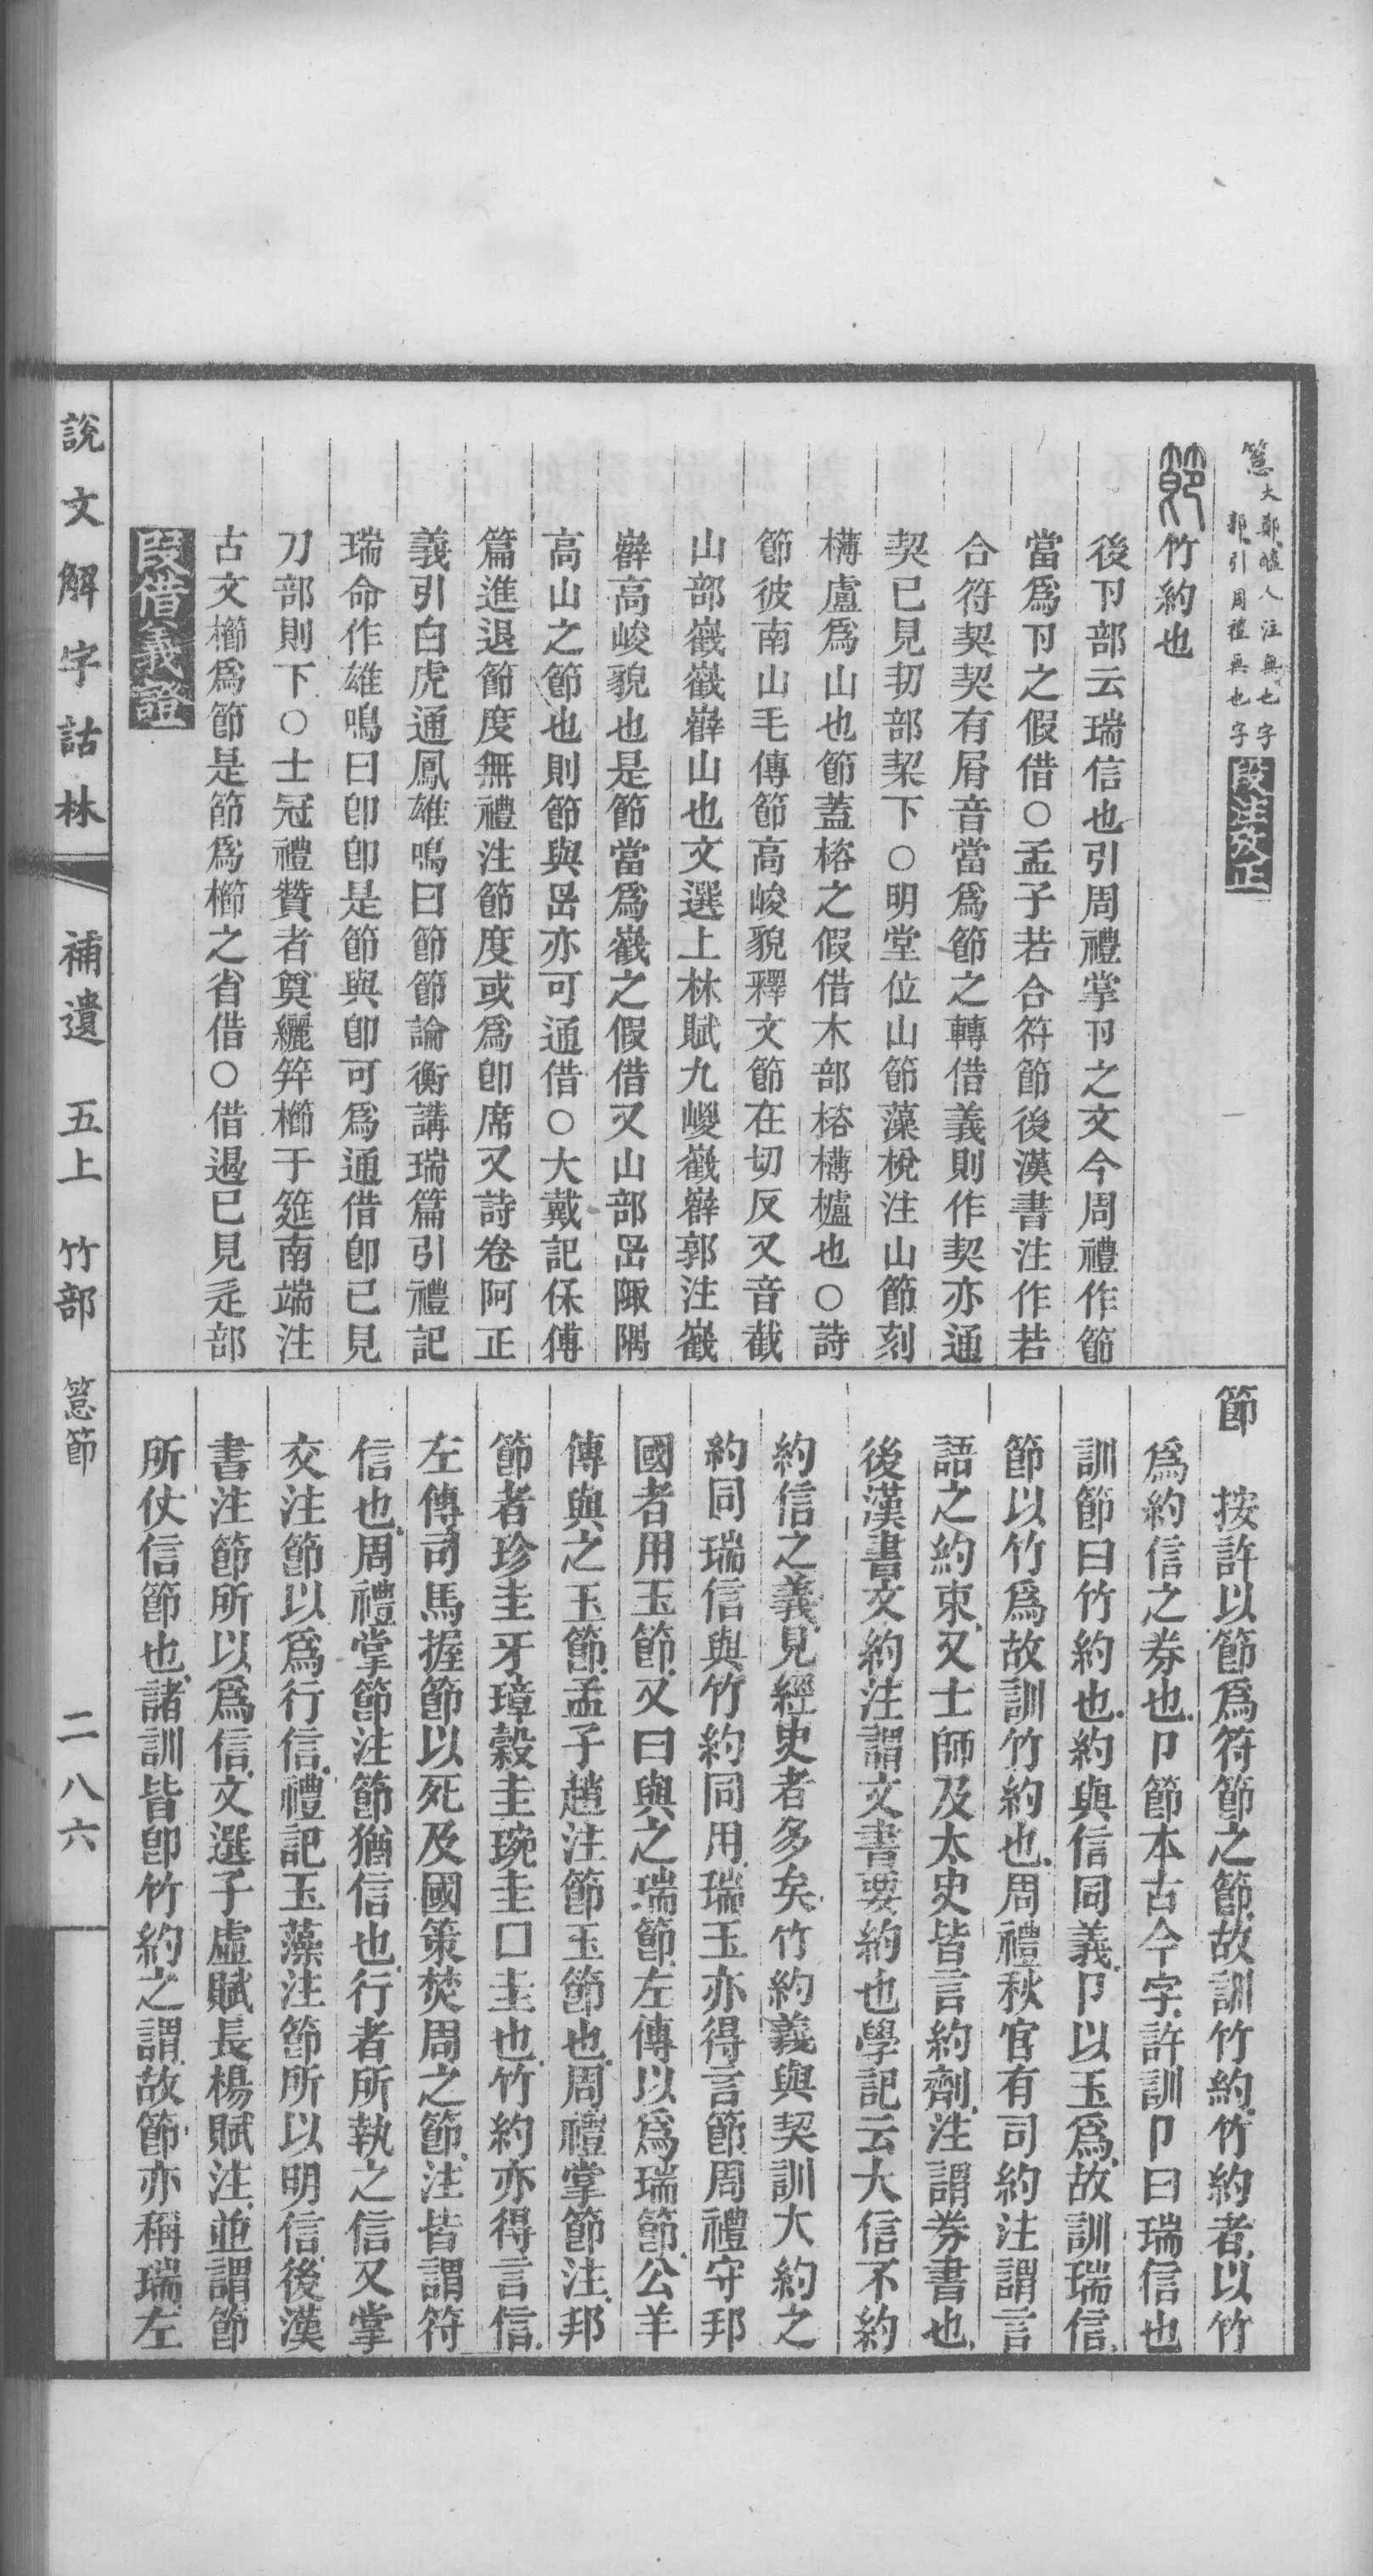 大鄭醢人注無也字
鄭引周禮無也字
段注攷正
節竹約也
後卪部云瑞信也引周禮掌卪之文今周禮作節
當爲卪之假借○孟子若合符節後漢書注作若
合符契契有屑音當爲節之轉借義則作契亦通
契已見㓞部栔下○明堂位山節藻梲注山節刻
欂盧爲山也節蓋楶之假借木部楶欂櫨也○詩
節彼南山毛傳節高峻貌釋文節在切反又音截
山部巀巀嶭山也文選上林賦九嵕巀嶭郭注巀
嶭高峻貌也是節當爲巀之假借又山部岊陬隅
高山之節也則節與岊亦可通借○大戴記保傅
篇進退節度無禮注節度或爲卽席又詩卷阿正
義引白虎通鳳雄鳴曰節節論衡講瑞篇引禮記
瑞命作雄鳴曰卽卽是節與卽可爲通借卽已見
刀部則下○士冠禮贊者奠纚笄櫛于筵南端注
古文櫛爲節是節爲櫛之省借○借遏已見辵部
叚借義證
節　按許以節爲符節之節故訓竹約竹約者以竹
爲約信之券也卩節本古今字許訓卩曰瑞信也
訓節曰竹約也約與信同義卩以玉爲故訓瑞信
節以竹爲故訓竹約也周禮秋官有司約注謂言
語之約束又士師及太史皆言約劑注謂券書也
後漢書文約注謂文書要約也學記云大信不約
約信之義見經史者多矣竹約義與契訓大約之
約同瑞信與竹約同用瑞玉亦得言節周禮守邦
國者用玉節又曰與之瑞節左傳以爲瑞節公羊
傳與之玉節孟子趙注節玉節也周禮掌節注邦
節者珍圭牙璋穀圭琬圭囗圭也竹約亦得言信
左傳司馬握節以死及國策焚周之節注皆謂符
信也周禮掌節注節猶信也行者所執之信又掌
交注節以爲行信禮記玉藻注節所以明信後漢
書注節所以爲信文選子虛賦長楊賦注並謂節
所仗信節也諸訓皆卽竹約之謂故節亦稱瑞左
說文解字詁林　補遺　五上　竹部　節　二八六